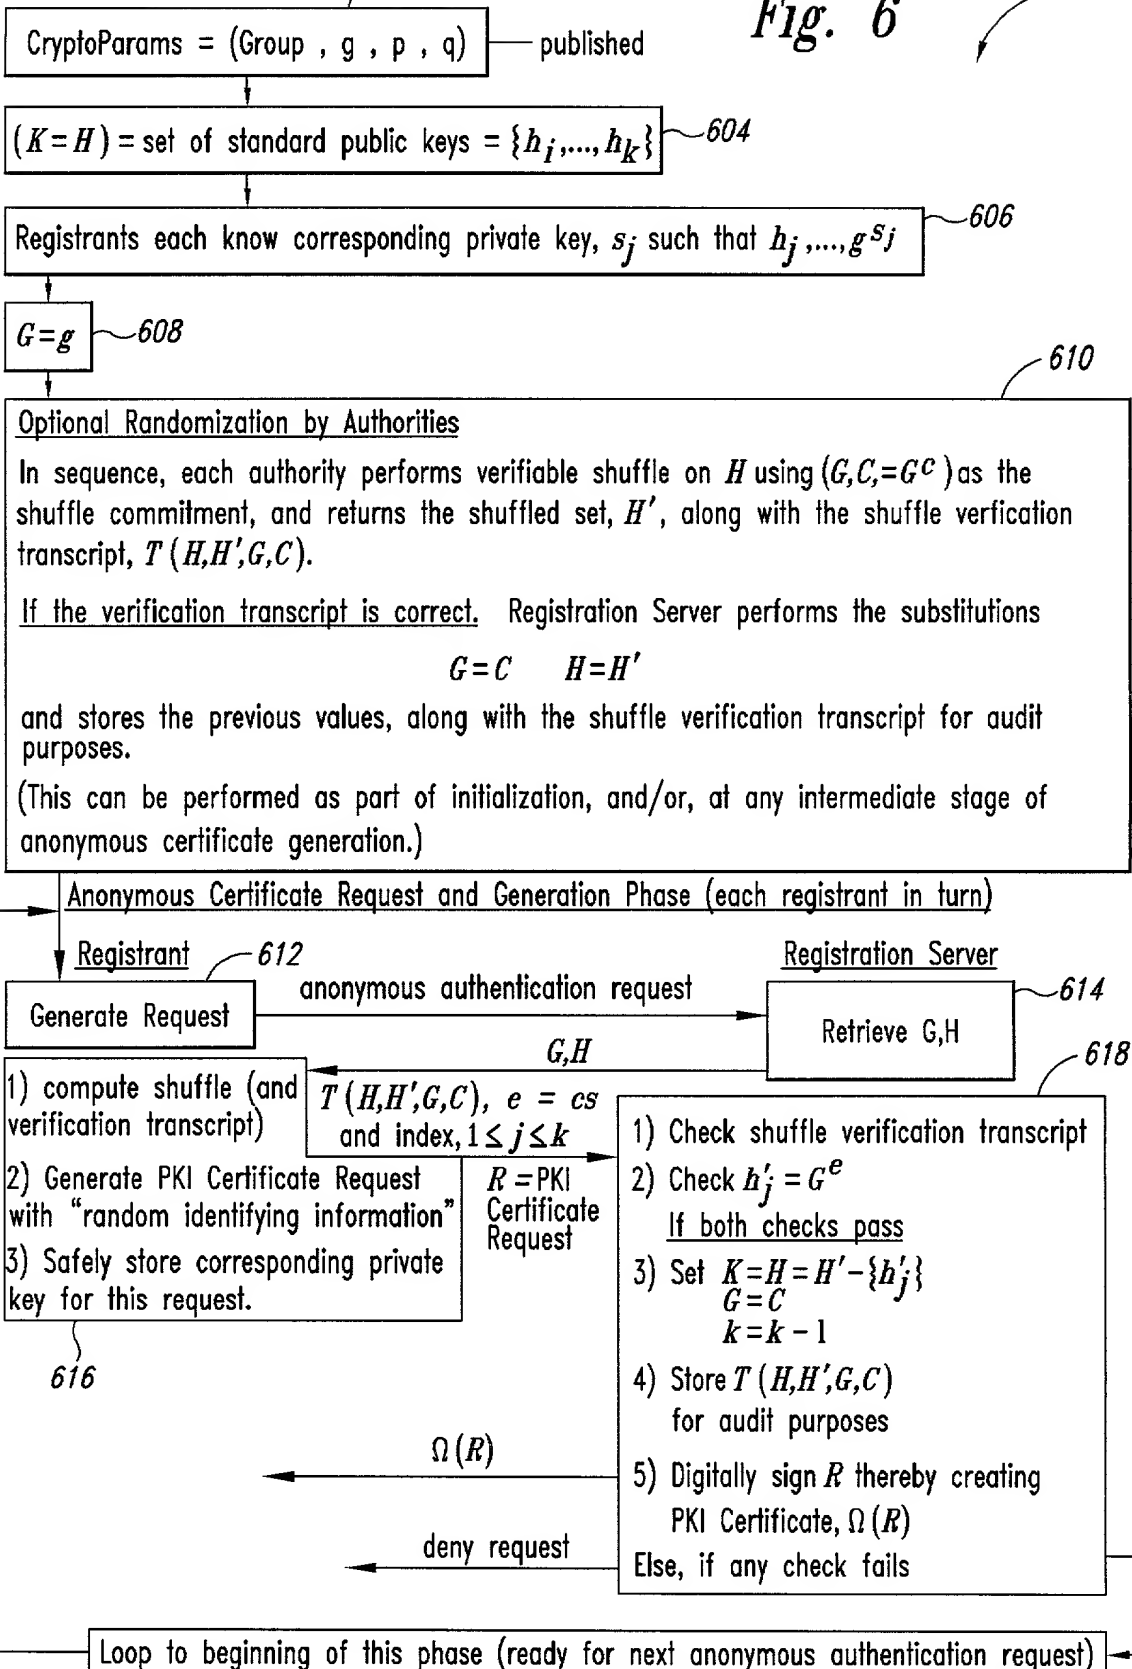 Fig. 6
CryptoParams = (Group , g , p , q)
published
(K=H) = set of standard public keys = {h_i,...,h_k}
604
606
Registrants each know corresponding private key, s_j such that h_j,...,g^s_j
G=g
608
610
Optional Randomization by Authorities
In sequence, each authority performs verifiable shuffle on H using (G,C,=G^c) as the
shuffle commitment, and returns the shuffled set, H', along with the shuffle verfication
transcript, T(H,H',G,C).
If the verification transcript is correct. Registration Server performs the substitutions
G=C H=H'
and stores the previous values, along with the shuffle verification transcript for audit
purposes.
(This can be performed as part of initialization, and/or, at any intermediate stage of
anonymous certificate generation.)
Anonymous Certificate Request and Generation Phase (each registrant in turn)
Registrant
612
Registration Server
Generate Request
anonymous authentication request
614
Retrieve G,H
G,H
618
1) compute shuffle (and
verification transcript)
2) Generate PKI Certificate Request
with "random identifying information"
3) Safely store corresponding private
key for this request.
616
T(H,H',G,C), e = cs
and index, 1≤j≤k
R=PKI
Certificate
Request
1) Check shuffle verification transcript
2) Check h'_j = G^e
If both checks pass
3) Set K=H=H'-{h'_j}
G=C
k=k-1
4) Store T(H,H',G,C)
for audit purposes
5) Digitally sign R thereby creating
PKI Certificate, Ω(R)
Else, if any check fails
Ω(R)
deny request
Loop to beginning of this phase (ready for next anonymous authentication request)